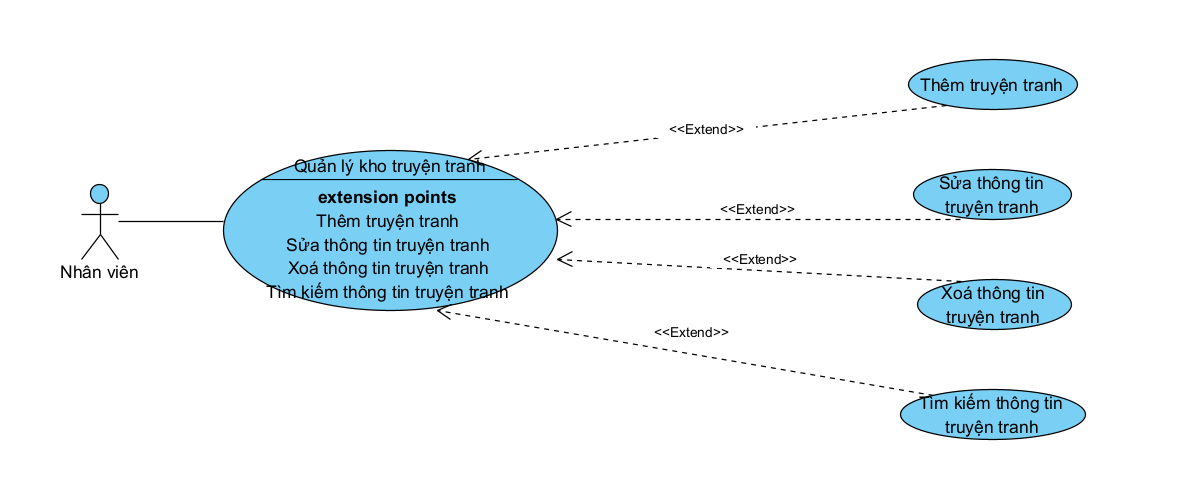 Nhân viên
Quản lý kho truyện tranh
extension points
Thêm truyện tranh
Sửa thông tin truyện tranh
Xoá thông tin truyện tranh
Tìm kiếm thông tin truyện tranh
<<Extend>>
Thêm truyện tranh
<<Extend>>
Sửa thông tin
truyện tranh
<<Extend>>
Xoá thông tin
truyện tranh
<<Extend>>
Tìm kiếm thông tin
truyện tranh